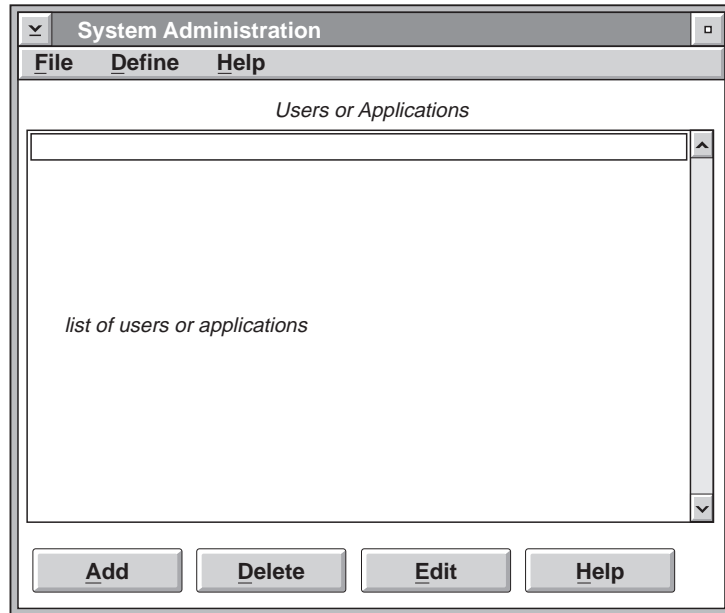 System Administration
File Define Help
Users or Applications
list of users or applications
Add Delete Edit Help